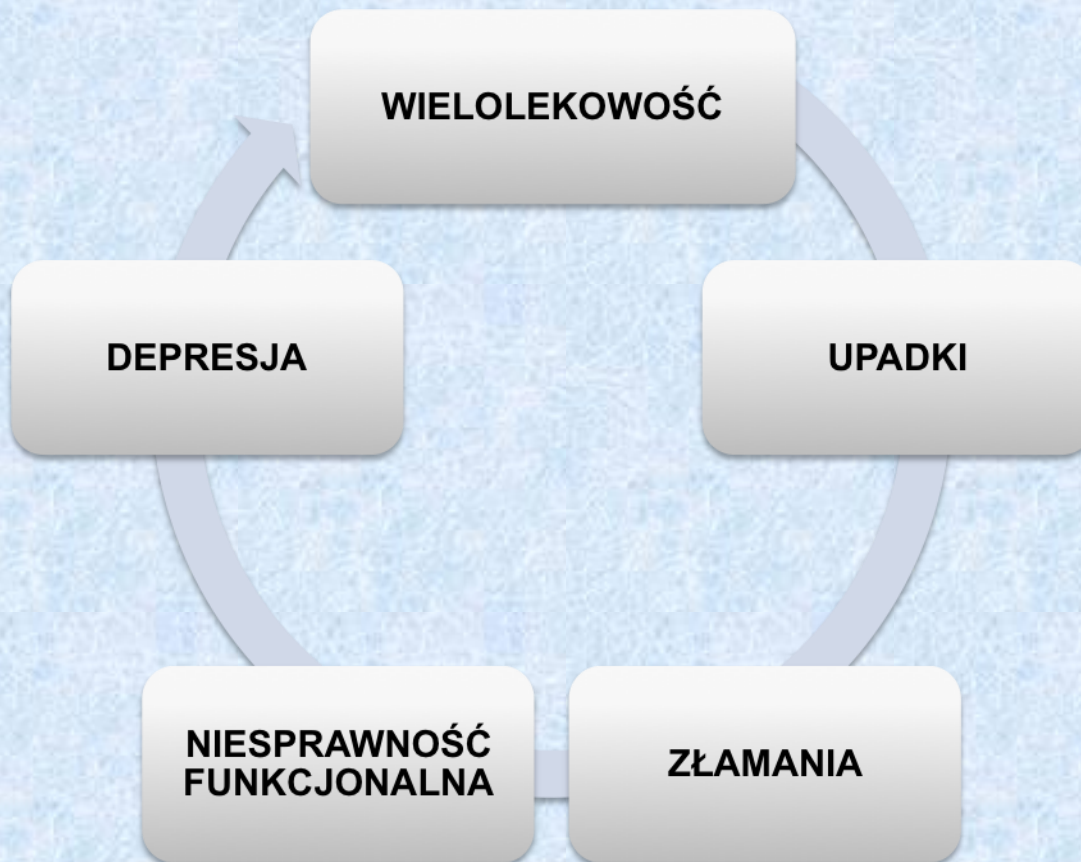 WIELOLEKOWOŚĆ
DEPRESJA
UPADKI
NIESPRAWNOŚĆ
FUNKCJONALNA
ZŁAMANIA